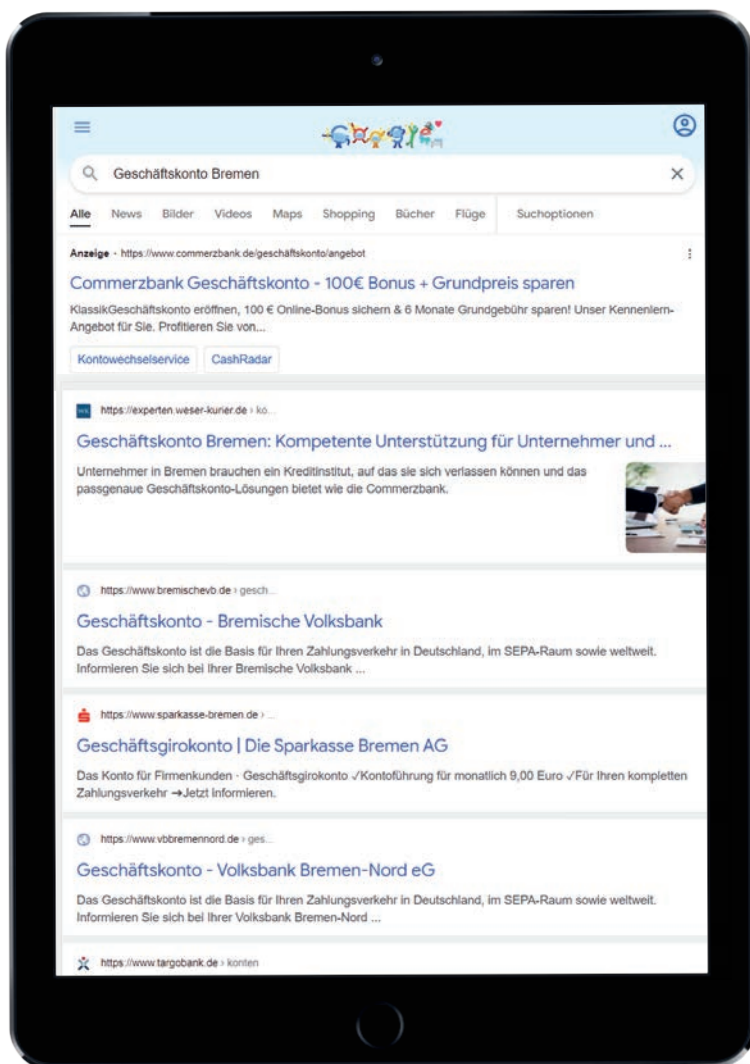 Google
Geschäftskonto Bremen
Alle News Bilder Videos Maps Shopping Bücher Flüge Suchoptionen
Anzeige · https://www.commerzbank.de/geschäftskonto/angebot
Commerzbank Geschäftskonto - 100€ Bonus + Grundpreis sparen
KlassikGeschäftskonto eröffnen, 100 € Online-Bonus sichern & 6 Monate Grundgebühr sparen! Unser Kennenlern-
Angebot für Sie. Profitieren Sie von...
Kontowechselservice CashRadar
WK https://experten.weser-kurier.de › ko...
Geschäftskonto Bremen: Kompetente Unterstützung für Unternehmer und ...
Unternehmer in Bremen brauchen ein Kreditinstitut, auf das sie sich verlassen können und das
passgenaue Geschäftskonto-Lösungen bietet wie die Commerzbank.
https://www.bremischevb.de › gesch...
Geschäftskonto - Bremische Volksbank
Das Geschäftskonto ist die Basis für Ihren Zahlungsverkehr in Deutschland, im SEPA-Raum sowie weltweit.
Informieren Sie sich bei Ihrer Bremische Volksbank ...
https://www.sparkasse-bremen.de › ...
Geschäftsgirokonto | Die Sparkasse Bremen AG
Das Konto für Firmenkunden · Geschäftsgirokonto ✓Kontoführung für monatlich 9,00 Euro ✓Für Ihren kompletten
Zahlungsverkehr ➔Jetzt informieren.
https://www.vbbremennord.de › ges...
Geschäftskonto - Volksbank Bremen-Nord eG
Das Geschäftskonto ist die Basis für Ihren Zahlungsverkehr in Deutschland, im SEPA-Raum sowie weltweit.
Informieren Sie sich bei Ihrer Volksbank Bremen-Nord ...
https://www.targobank.de › konten